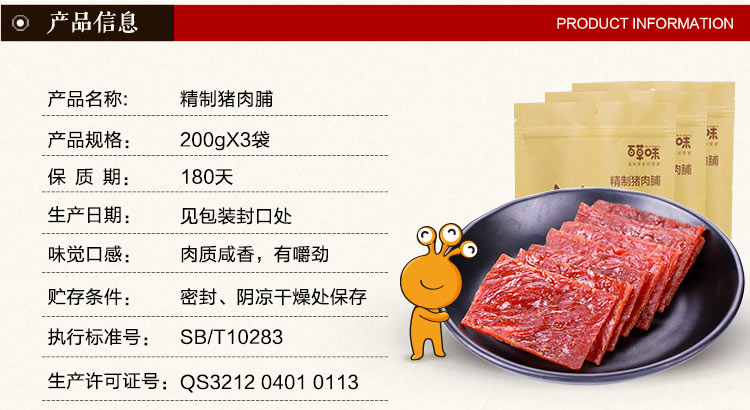 产品信息
PRODUCT INFORMATION
产品名称: 精制猪肉脯
产品规格: 200gX3袋
保 质 期: 180天
生产日期: 见包装封口处
味觉口感: 肉质咸香，有嚼劲
贮存条件: 密封、阴凉干燥处保存
执行标准号: SB/T10283
生产许可证号: QS3212 0401 0113
百草味
精制猪肉脯
味
脯
味
脯